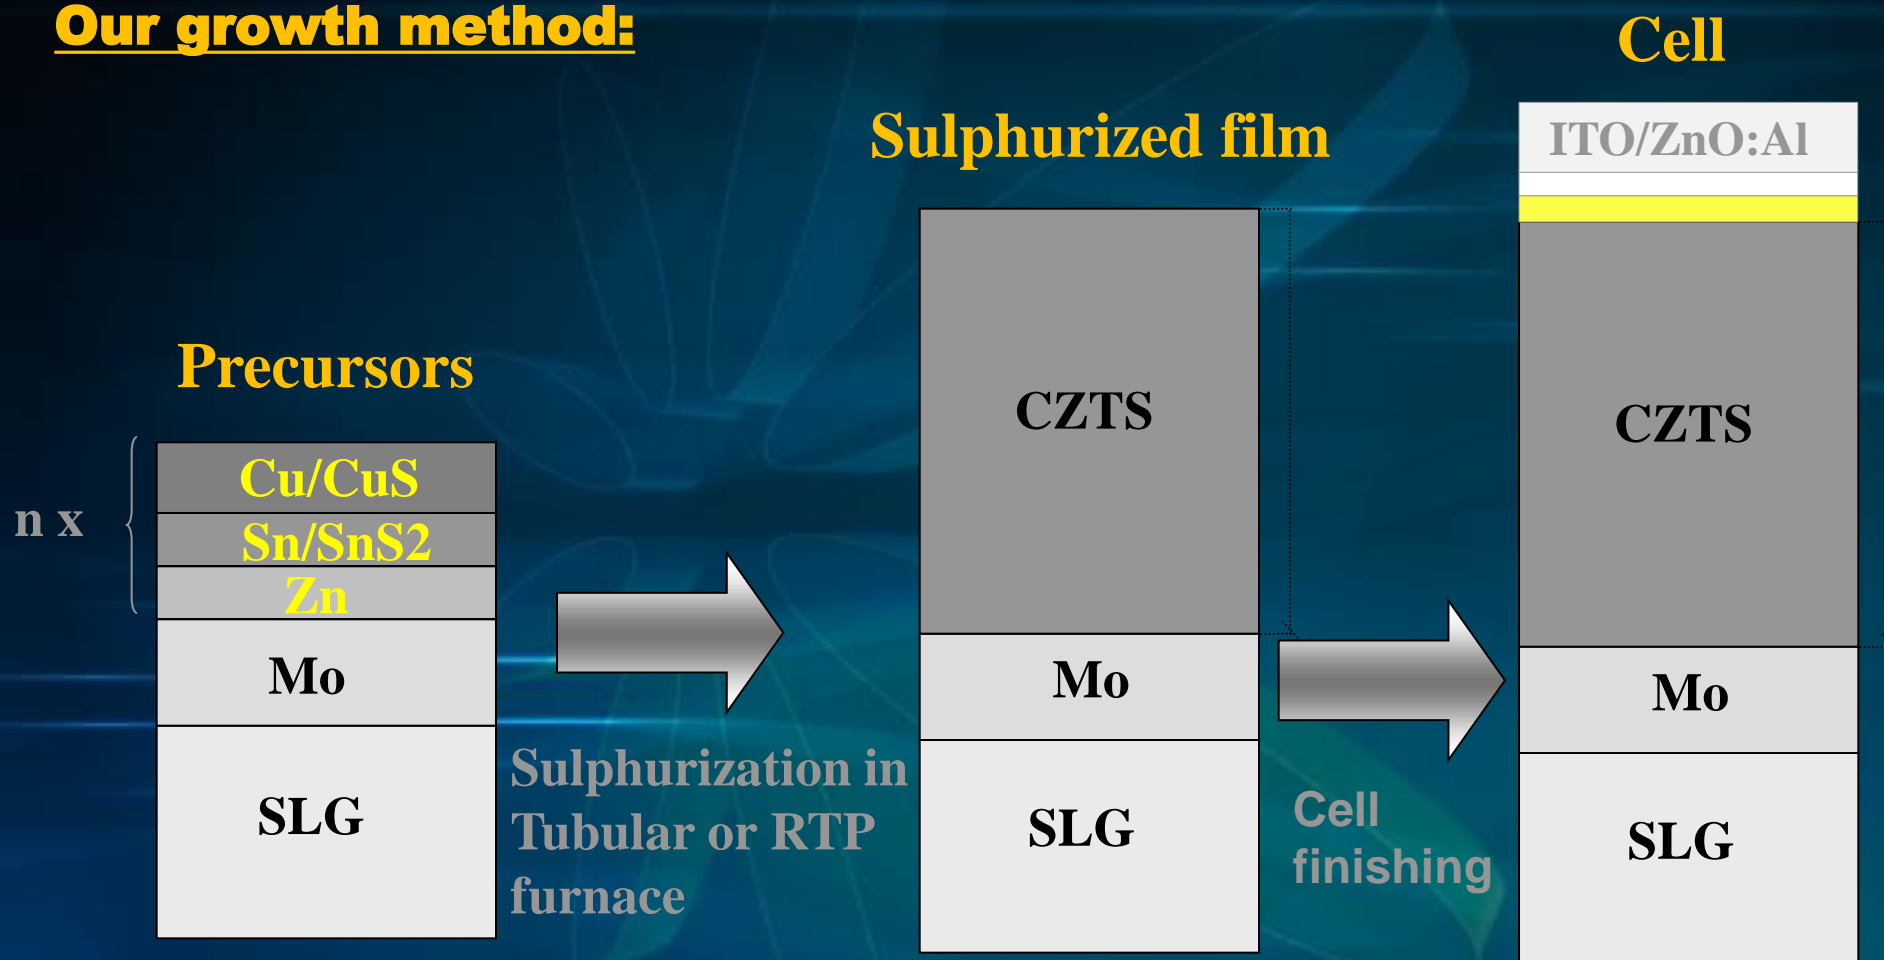 Our growth method:
Cell
ITO/ZnO:Al
Sulphurized film
CZTS
CZTS
Precursors
Cu/CuS
n x
Sn/SnS2
Zn
Mo
Mo
Mo
Sulphurization in
Tubular or RTP
furnace
SLG
SLG
SLG
Cell
finishing